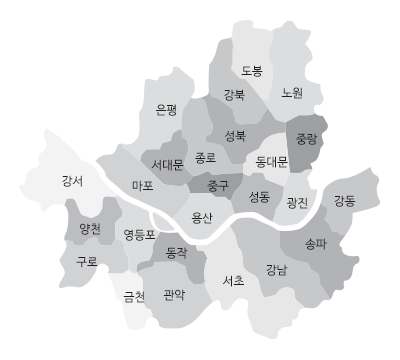 도봉
강북
노원
은평
성북
중랑
서대문
종로
동대문
강서
마포
중구
성동
광진
강동
용산
양천
영등포
동작
송파
구로
서초
강남
금천
관악